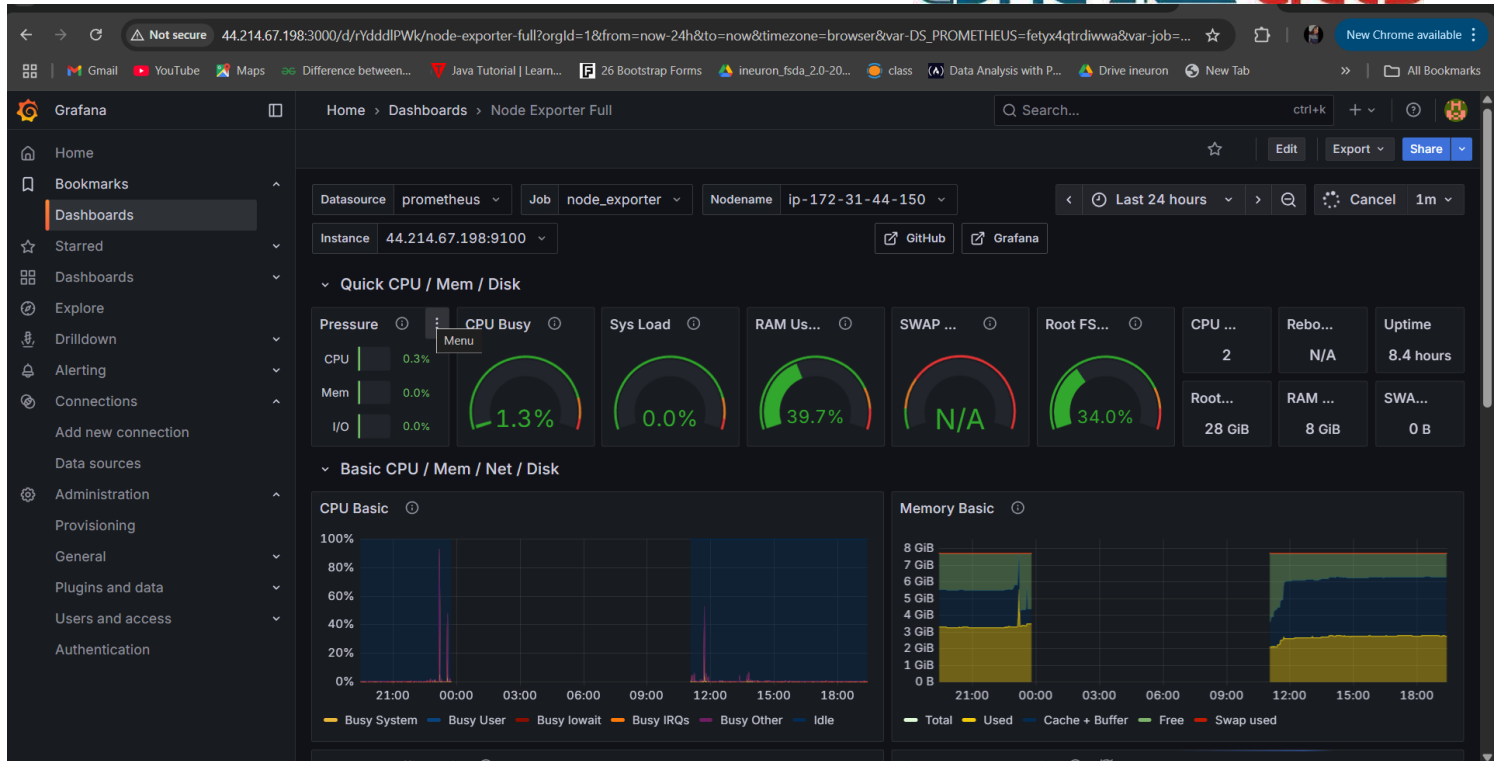 Not secure 44.214.67.198:3000/d/rYdddlPWk/node-exporter-full?orgId=1&from=now-24h&to=now&timezone=browser&var-DS_PROMETHEUS=fetyx4qtrdiwwa&var-job=... New Chrome available
Gmail YouTube Maps Difference between... Java Tutorial | Learn... 26 Bootstrap Forms ineuron_fsda_2.0-20... class Data Analysis with P... Drive ineuron New Tab » All Bookmarks
Grafana Home › Dashboards › Node Exporter Full Search... ctrl+k
Home
Edit Export Share
Bookmarks
Dashboards
Starred
Dashboards
Explore
Drilldown
Alerting
Connections
Add new connection
Data sources
Administration
Provisioning
General
Plugins and data
Users and access
Authentication
Datasource prometheus Job node_exporter Nodename ip-172-31-44-150 Last 24 hours Cancel 1m
Instance 44.214.67.198:9100 GitHub Grafana
Quick CPU / Mem / Disk
Pressure CPU Busy Sys Load RAM Us... SWAP ... Root FS... CPU ... Rebo... Uptime
Menu
CPU 0.3%
Mem 0.0%
I/O 0.0%
1.3% 0.0% 39.7% N/A 34.0%
2 N/A 8.4 hours
Root... RAM ... SWA...
28 GiB 8 GiB 0 B
Basic CPU / Mem / Net / Disk
CPU Basic
100%
80%
60%
40%
20%
0%
21:00 00:00 03:00 06:00 09:00 12:00 15:00 18:00
Busy System Busy User Busy Iowait Busy IRQs Busy Other Idle
Memory Basic
8 GiB
7 GiB
6 GiB
5 GiB
4 GiB
3 GiB
2 GiB
1 GiB
0 B
21:00 00:00 03:00 06:00 09:00 12:00 15:00 18:00
Total Used Cache + Buffer Free Swap used